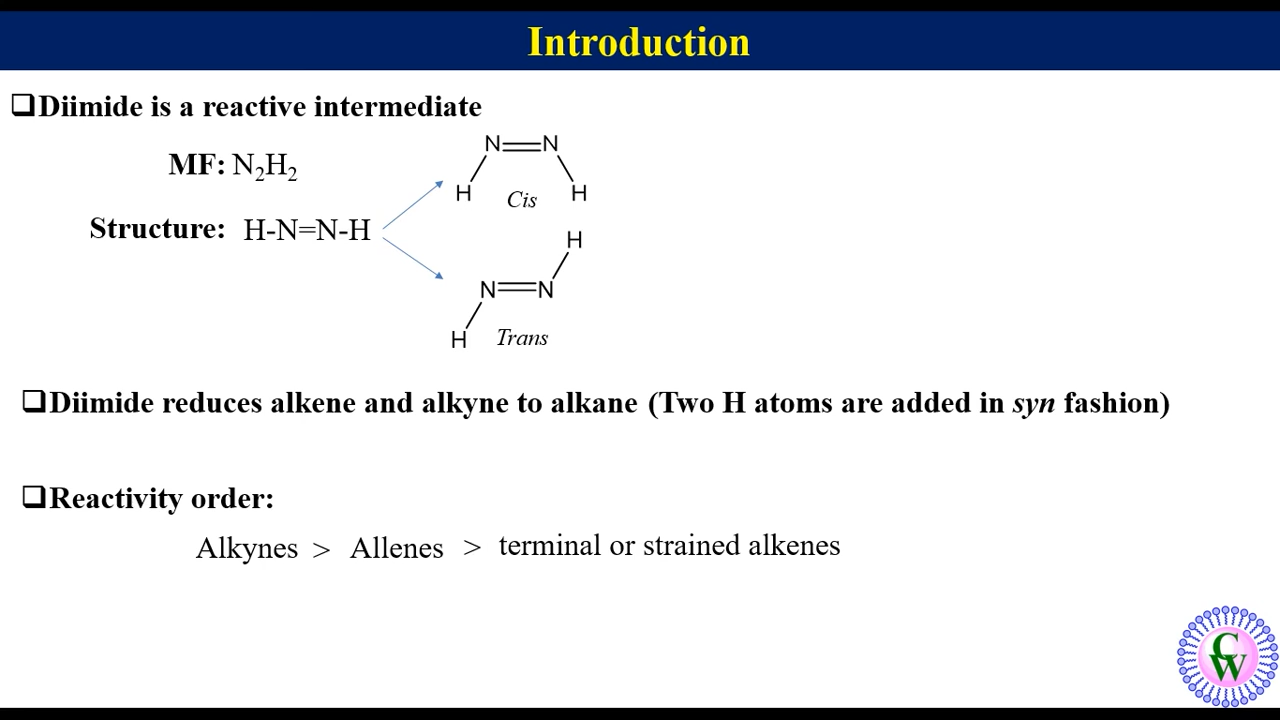 Introduction
❑Diimide is a reactive intermediate
N=N
MF: N₂H₂
H H
Cis
Structure: H-N=N-H
H
N=N
H Trans
❑Diimide reduces alkene and alkyne to alkane (Two H atoms are added in syn fashion)
❑Reactivity order:
Alkynes > Allenes > terminal or strained alkenes
CW